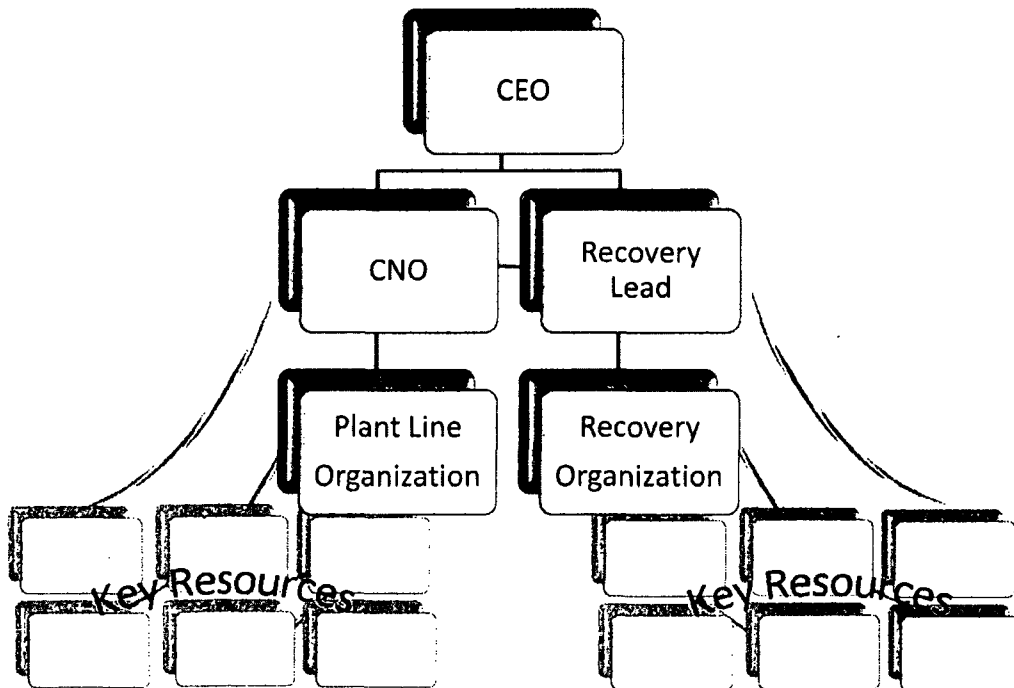 CEO
CNO
Recovery
Lead
Plant Line
Organization
Recovery
Organization
Key Resources
Key Resources